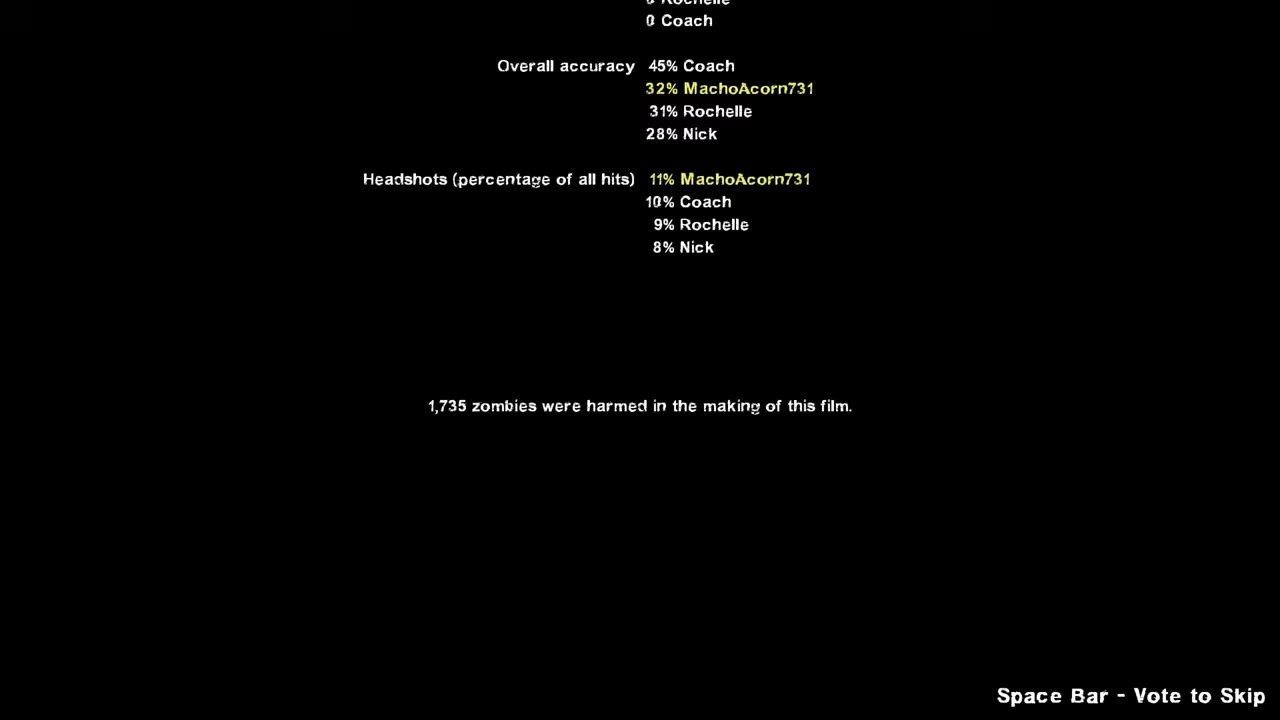 0 Rochelle
0 Coach
Overall accuracy 45% Coach
32% MachoAcorn731
31% Rochelle
28% Nick
Headshots (percentage of all hits) 11% MachoAcorn731
10% Coach
9% Rochelle
8% Nick
1,735 zombies were harmed in the making of this film.
Space Bar - Vote to Skip